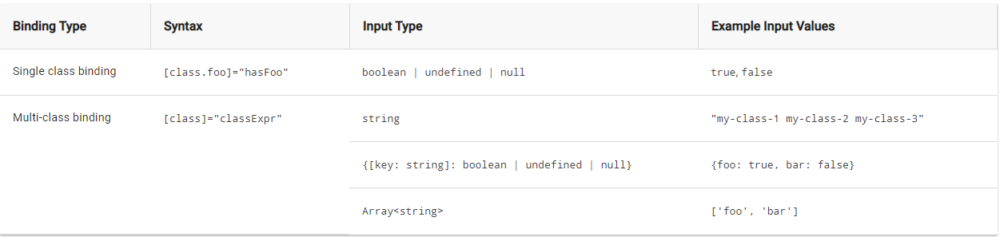 Binding Type Syntax Input Type Example Input Values
Single class binding [class.foo]="hasFoo" boolean | undefined | null true, false
Multi-class binding [class]="classExpr" string "my-class-1 my-class-2 my-class-3"
{[key: string]: boolean | undefined | null} {foo: true, bar: false}
Array<string> ['foo', 'bar']